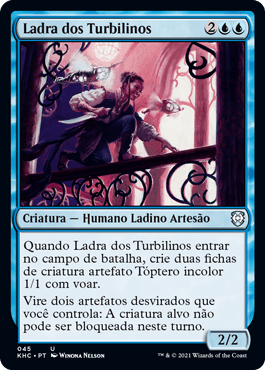 Ladra dos Turbilinos 2
Criatura — Humano Ladino Artesão
Quando Ladra dos Turbilinos entrar
no campo de batalha, crie duas fichas
de criatura artefato Tóptero incolor
1/1 com voar.
Vire dois artefatos desvirados que
você controla: A criatura alvo não
pode ser bloqueada neste turno.
2/2
045 U
KHC • PT Winona Nelson
™ & © 2021 Wizards of the Coast